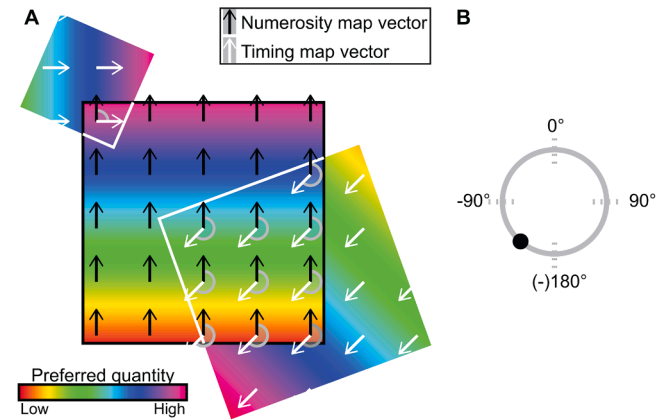 A
Numerosity map vector
Timing map vector
B
0°
-90°
90°
(-)180°
Preferred quantity
Low
High